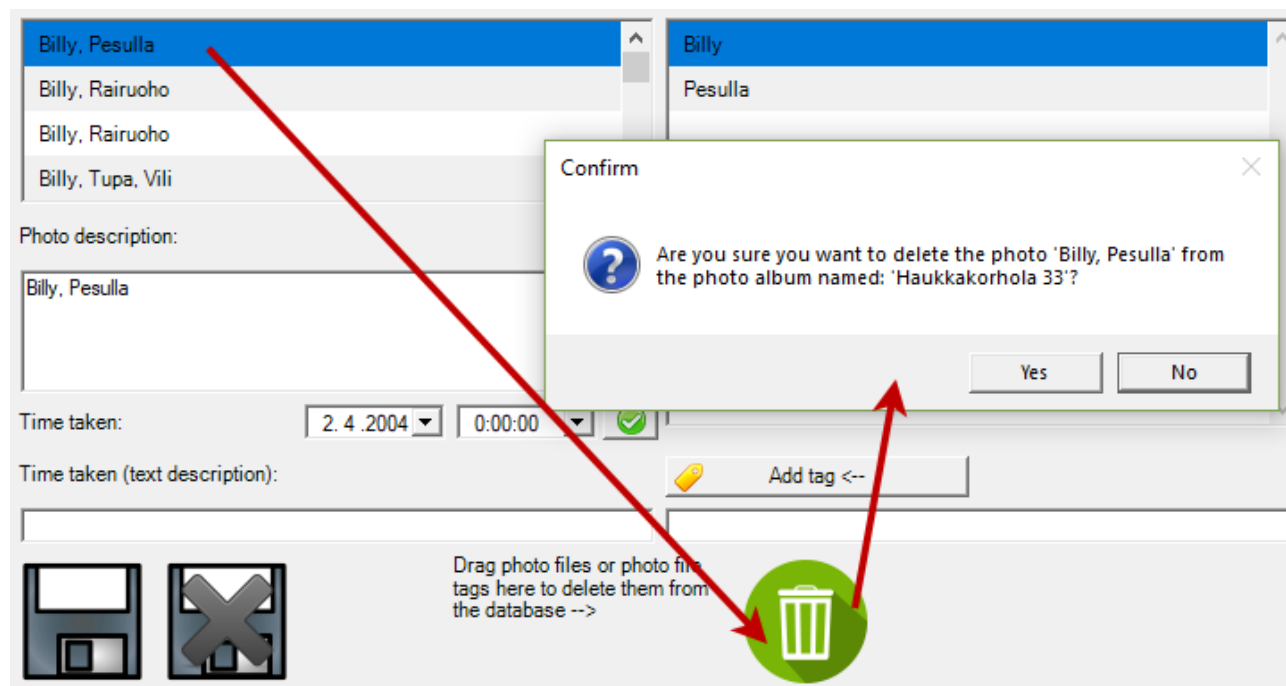 Billy, Pesulla
Billy, Rairuoho
Billy, Rairuoho
Billy, Tupa, Vili
Billy
Pesulla
Confirm
Are you sure you want to delete the photo 'Billy, Pesulla' from
the photo album named: 'Haukkakorhola 33'?
Yes
No
Photo description:
Billy, Pesulla
Time taken:
2. 4 .2004
0:00:00
Time taken (text description):
Add tag <--
Drag photo files or photo file
tags here to delete them from
the database -->